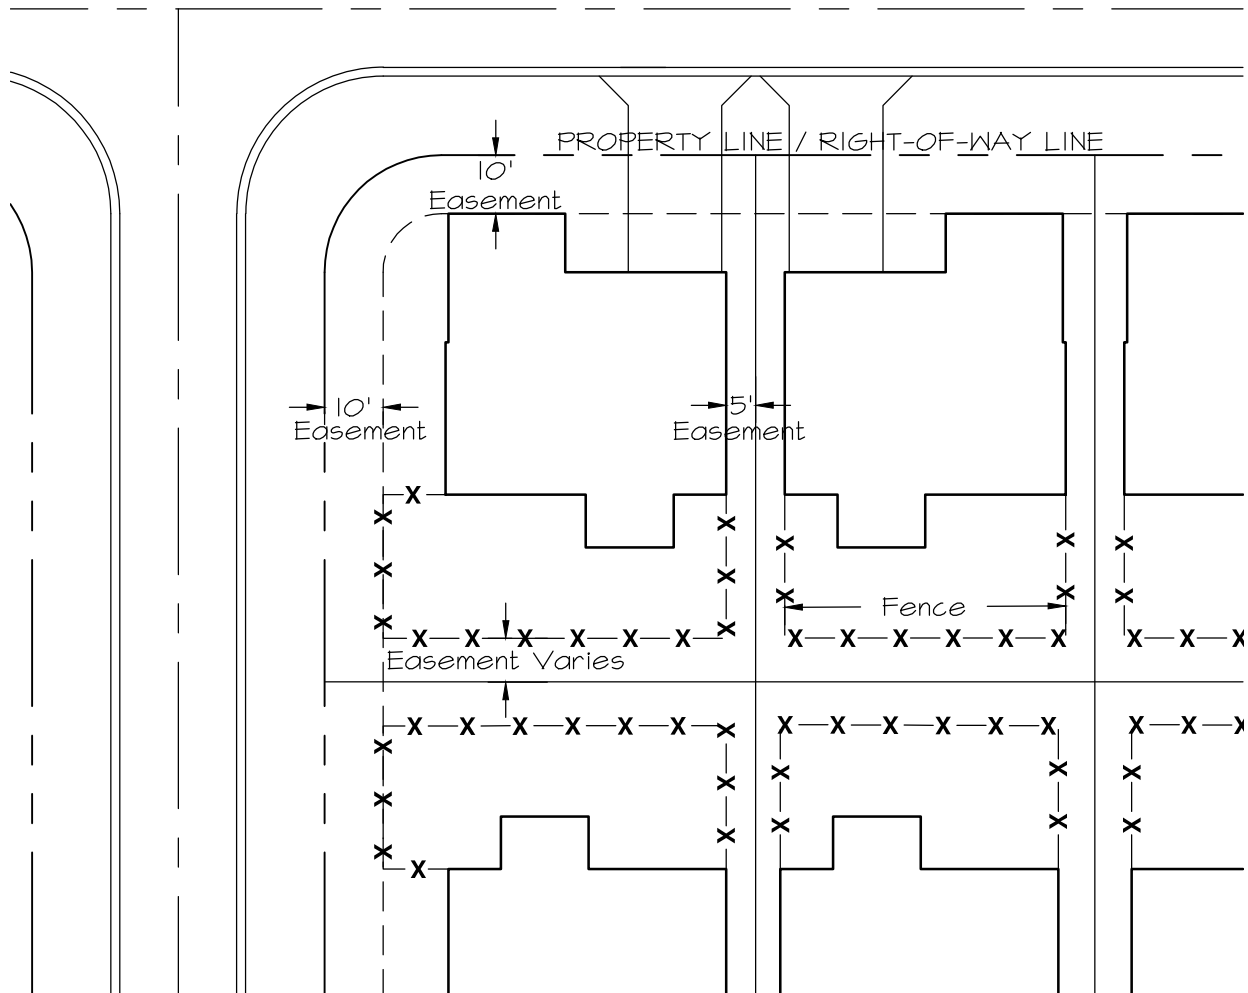 PROPERTY LINE / RIGHT-OF-WAY LINE
10'
Easement
10'
Easement
5'
Easement
Fence
Easement Varies